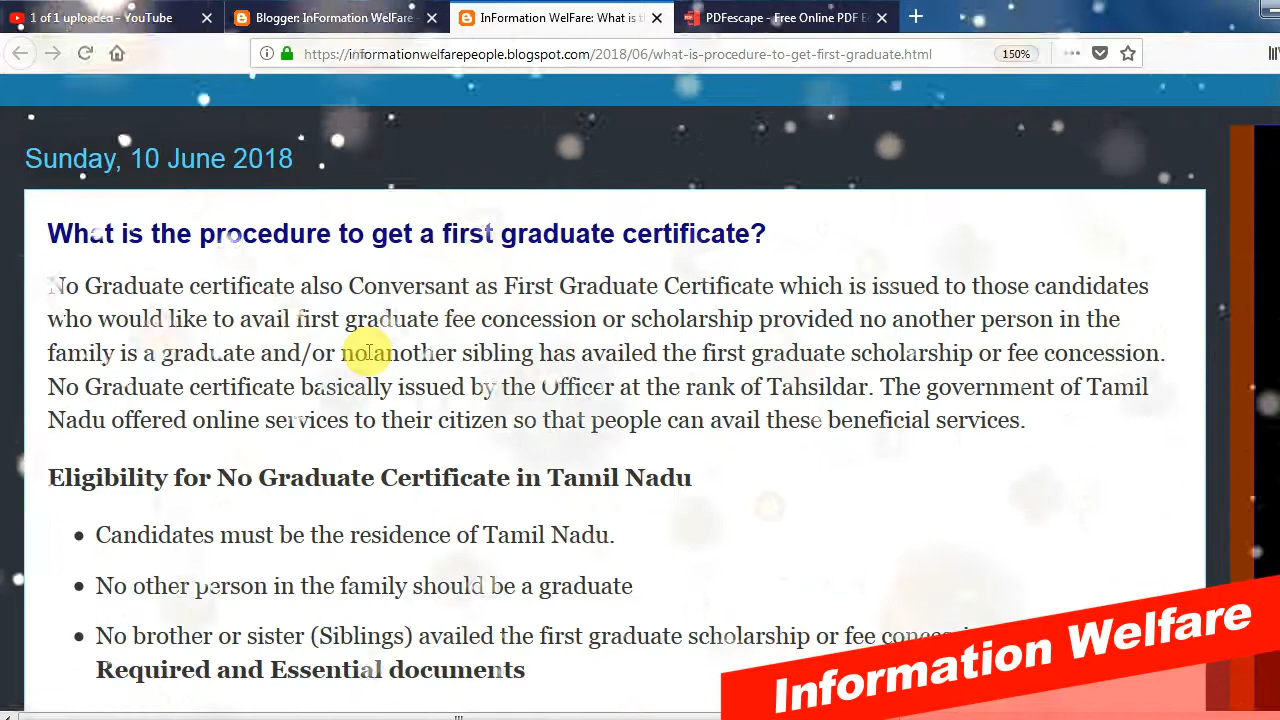 1 of 1 uploaded - YouTube
Blogger: InFormation WelFare -
InFormation WelFare: What is t
PDFescape - Free Online PDF E
https://informationwelfarepeople.blogspot.com/2018/06/what-is-procedure-to-get-first-graduate.html
150%
Sunday, 10 June 2018
What is the procedure to get a first graduate certificate?
No Graduate certificate also Conversant as First Graduate Certificate which is issued to those candidates
who would like to avail first graduate fee concession or scholarship provided no another person in the
family is a graduate and/or no another sibling has availed the first graduate scholarship or fee concession.
No Graduate certificate basically issued by the Officer at the rank of Tahsildar. The government of Tamil
Nadu offered online services to their citizen so that people can avail these beneficial services.
Eligibility for No Graduate Certificate in Tamil Nadu
Candidates must be the residence of Tamil Nadu.
No other person in the family should be a graduate
No brother or sister (Siblings) availed the first graduate scholarship or fee
Required and Essential documents
Information Welfare